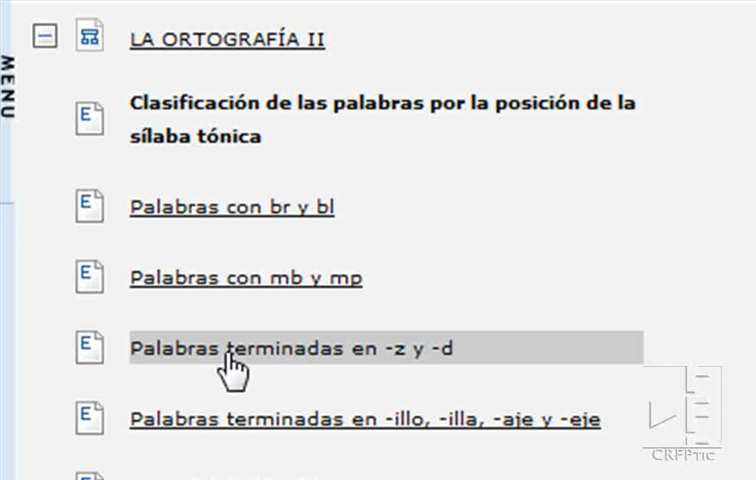 MENU
LA ORTOGRAFÍA II
Clasificación de las palabras por la posición de la
sílaba tónica
Palabras con br y bl
Palabras con mb y mp
Palabras terminadas en -z y -d
Palabras terminadas en -illo, -illa, -aje y -eje
CRFPTIC